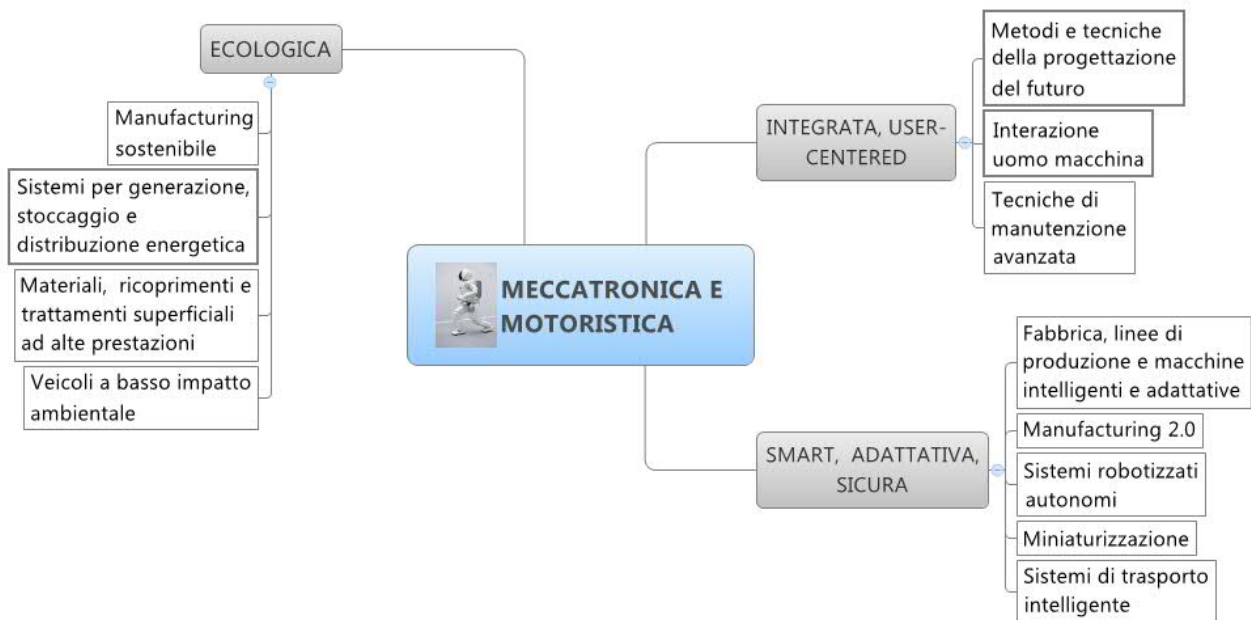 ECOLOGICA
Manufacturing
sostenibile
Sistemi per generazione,
stoccaggio e
distribuzione energetica
Materiali, ricoprimenti e
trattamenti superficiali
ad alte prestazioni
Veicoli a basso impatto
ambientale
MECCATRONICA E
MOTORISTICA
INTEGRATA, USER-
CENTERED
Metodi e tecniche
della progettazione
del futuro
Interazione
uomo macchina
Tecniche di
manutenzione
avanzata
SMART, ADATTATIVA,
SICURA
Fabbrica, linee di
produzione e macchine
intelligenti e adattative
Manufacturing 2.0
Sistemi robotizzati
autonomi
Miniaturizzazione
Sistemi di trasporto
intelligente